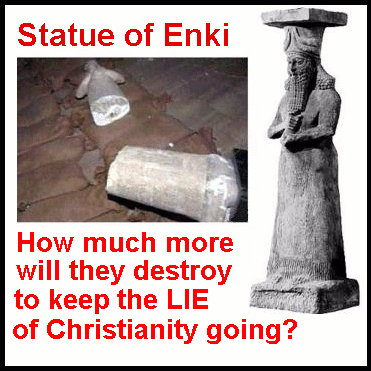 Statue of Enki
How much more
will they destroy
to keep the LIE
of Christianity going?